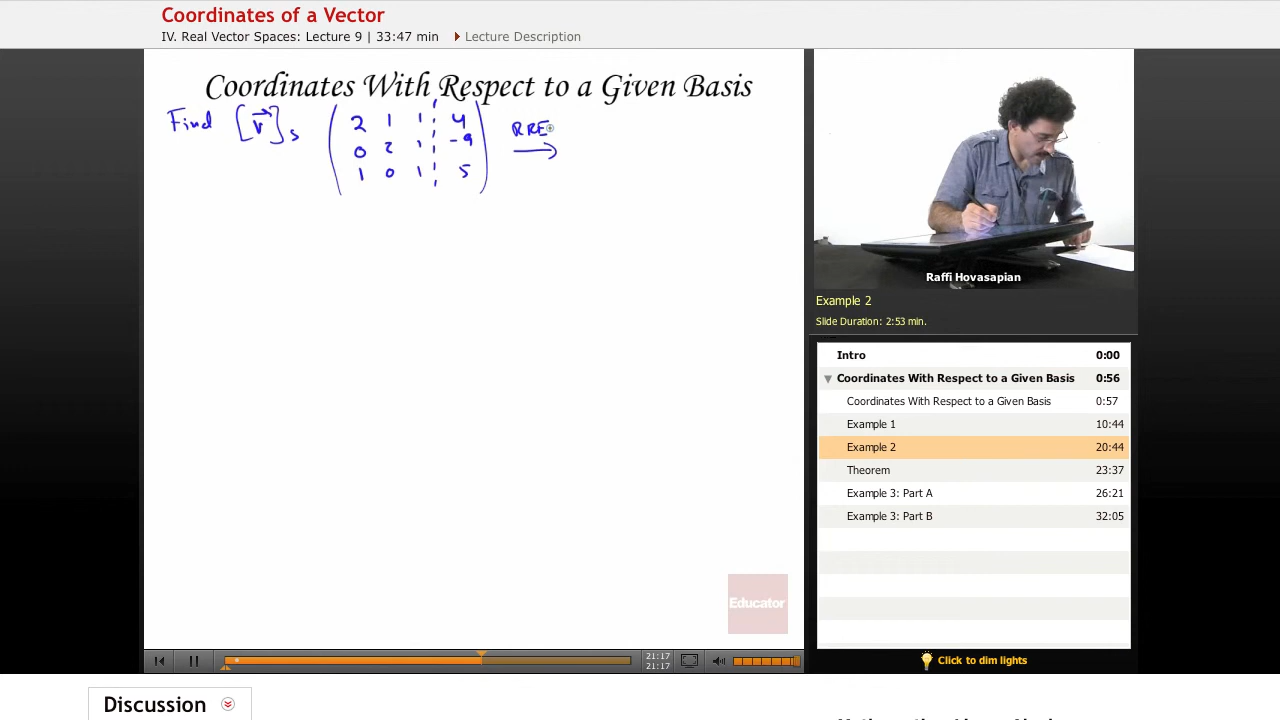 Coordinates of a Vector
IV. Real Vector Spaces: Lecture 9 | 33:47 min
Lecture Description
Coordinates With Respect to a Given Basis
Find [v]s
2 1 1 4
0 2 1 -9
1 0 1 5
RRE
Raffi Hovasapian
Example 2
Slide Duration: 2:53 min.
Intro 0:00
Coordinates With Respect to a Given Basis 0:56
Coordinates With Respect to a Given Basis 0:57
Example 1 10:44
Example 2 20:44
Theorem 23:37
Example 3: Part A 26:21
Example 3: Part B 32:05
Educator
21:17
21:17
Click to dim lights
Discussion